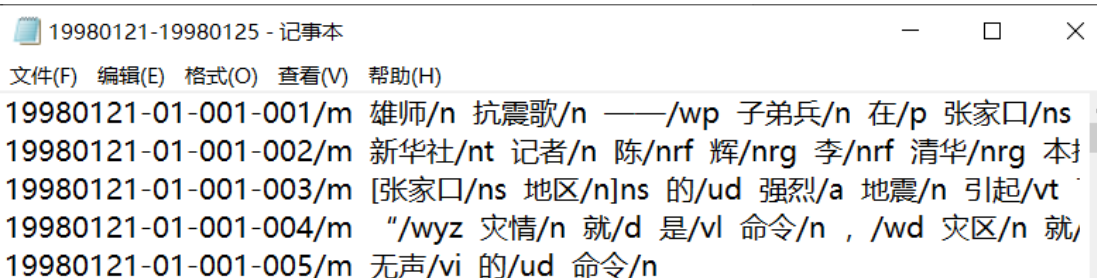 19980121-19980125 - 记事本
文件(F) 编辑(E) 格式(O) 查看(V) 帮助(H)
19980121-01-001-001/m 雄师/n 抗震歌/n ——/wp 子弟兵/n 在/p 张家口/ns
19980121-01-001-002/m 新华社/nt 记者/n 陈/nrf 辉/nrg 李/nrf 清华/nrg
19980121-01-001-003/m [张家口/ns 地区/n]ns 的/ud 强烈/a 地震/n 引起/vt
19980121-01-001-004/m “/wyz 灾情/n 就/d 是/vl 命令/n ，/wd 灾区/n 就/
19980121-01-001-005/m 无声/vi 的/ud 命令/n